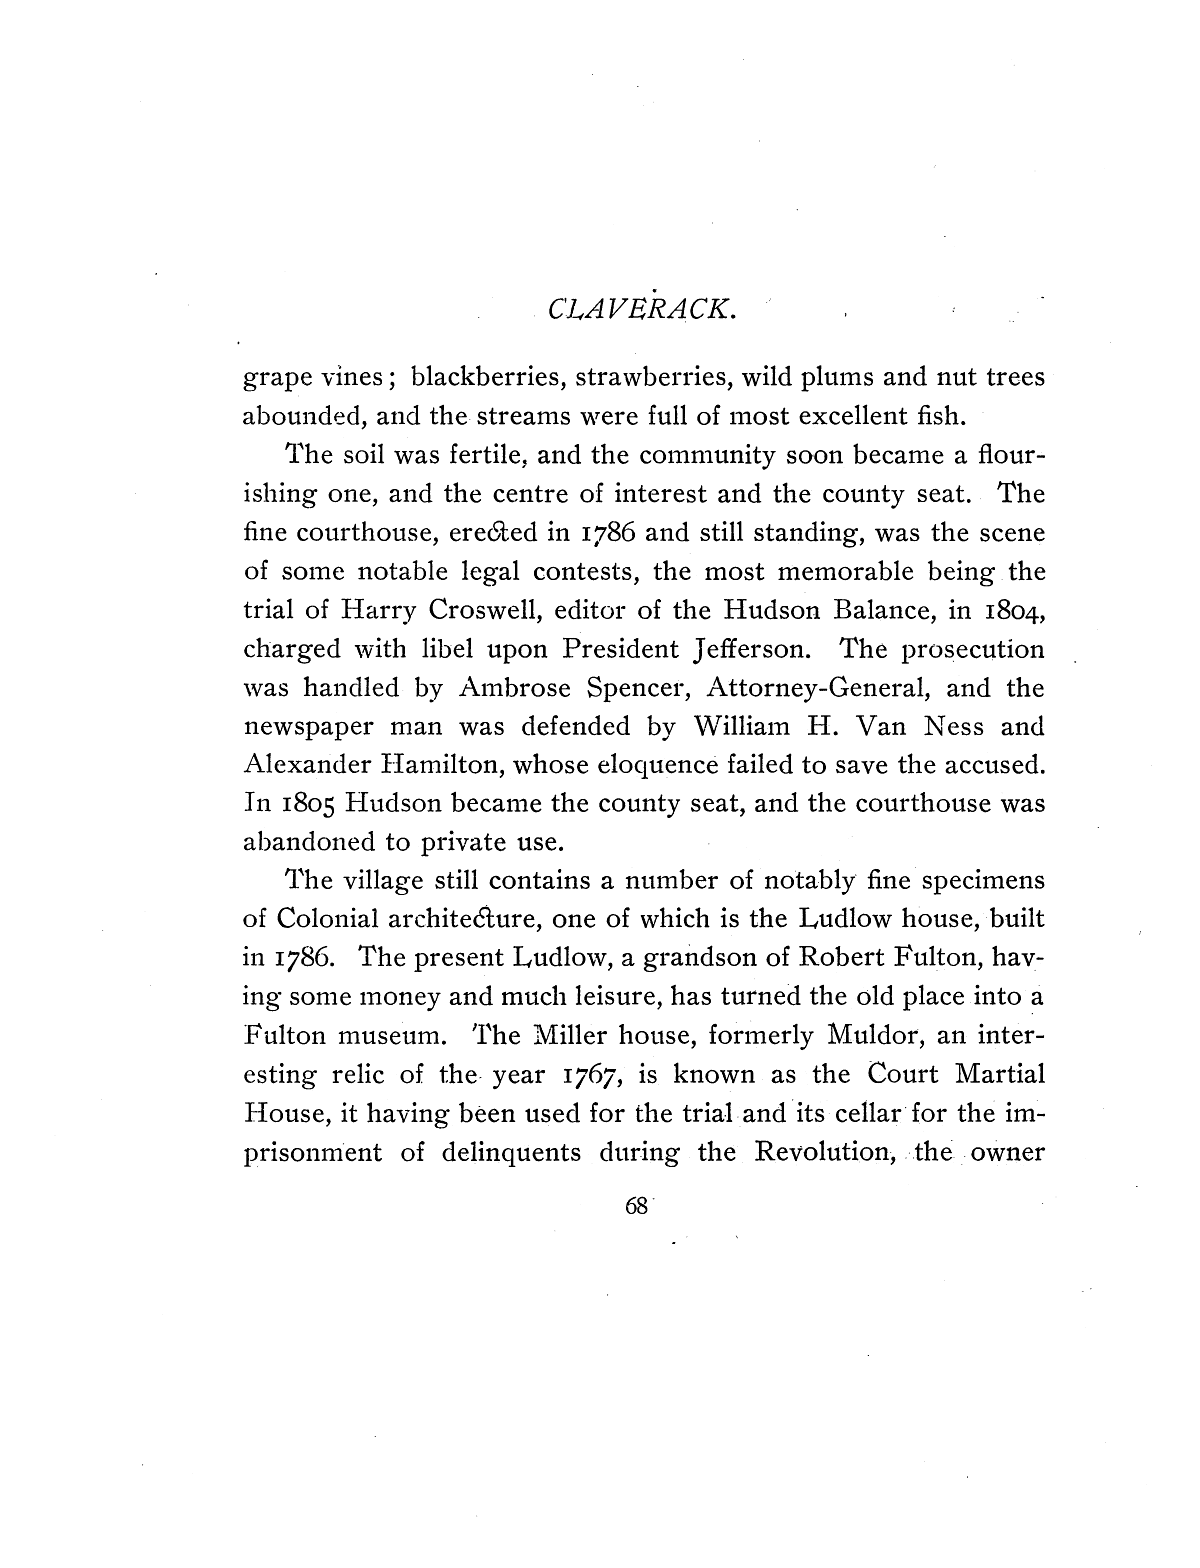 CLAVERACK.
grape vines; blackberries, strawberries, wild plums and nut trees
abounded, and the streams were full of most excellent fish.
The soil was fertile, and the community soon became a flour-
ishing one, and the centre of interest and the county seat. The
fine courthouse, erected in 1786 and still standing, was the scene
of some notable legal contests, the most memorable being the
trial of Harry Croswell, editor of the Hudson Balance, in 1804,
charged with libel upon President Jefferson. The prosecution
was handled by Ambrose Spencer, Attorney-General, and the
newspaper man was defended by William H. Van Ness and
Alexander Hamilton, whose eloquence failed to save the accused.
In 1805 Hudson became the county seat, and the courthouse was
abandoned to private use.
The village still contains a number of notably fine specimens
of Colonial architecture, one of which is the Ludlow house, built
in 1786. The present Ludlow, a grandson of Robert Fulton, hav-
ing some money and much leisure, has turned the old place into a
Fulton museum. The Miller house, formerly Muldor, an inter-
esting relic of the year 1767, is known as the Court Martial
House, it having been used for the trial and its cellar for the im-
prisonment of delinquents during the Revolution, the owner
68